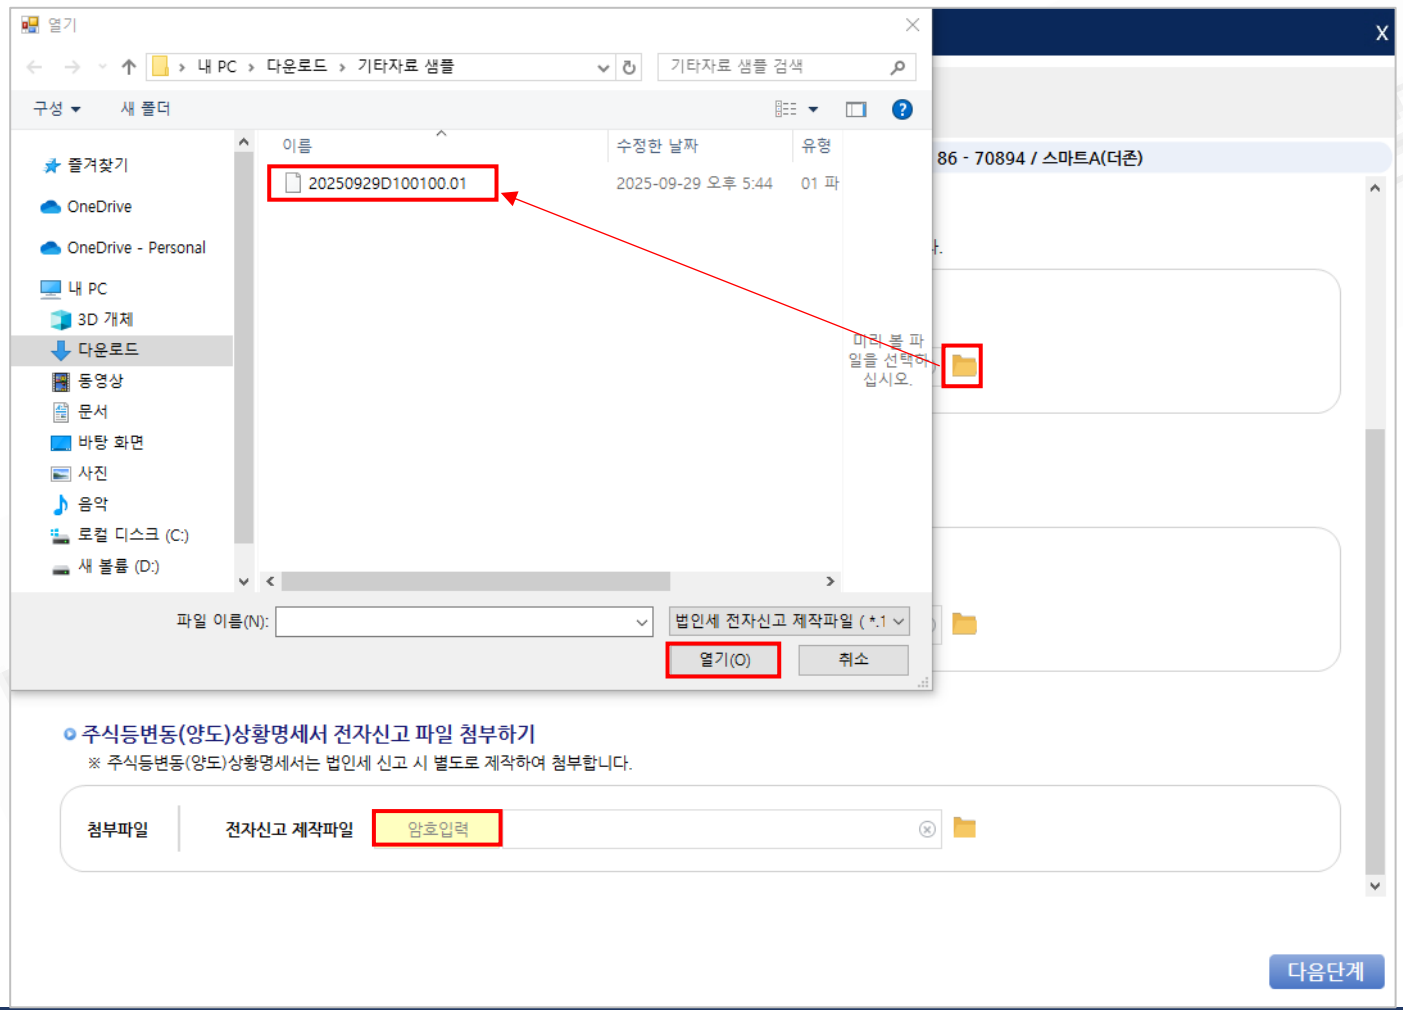 열기
X
내 PC > 다운로드 > 기타자료 샘플
기타자료 샘플 검색
구성
새 폴더
이름
수정한 날짜
유형
86 - 70894 / 스마트A(더존)
즐겨찾기
20250929D100100.01
2025-09-29 오후 5:44
01 파
OneDrive
OneDrive - Personal
내 PC
3D 개체
다운로드
동영상
문서
바탕 화면
사진
음악
로컬 디스크 (C:)
새 볼륨 (D:)
미리 볼 파
일을 선택하
십시오.
파일 이름(N):
법인세 전자신고 제작파일 ( *.1
열기(O)
취소
주식등변동(양도)상황명세서 전자신고 파일 첨부하기
※ 주식등변동(양도)상황명세서는 법인세 신고 시 별도로 제작하여 첨부합니다.
첨부파일
전자신고 제작파일
암호입력
다음단계